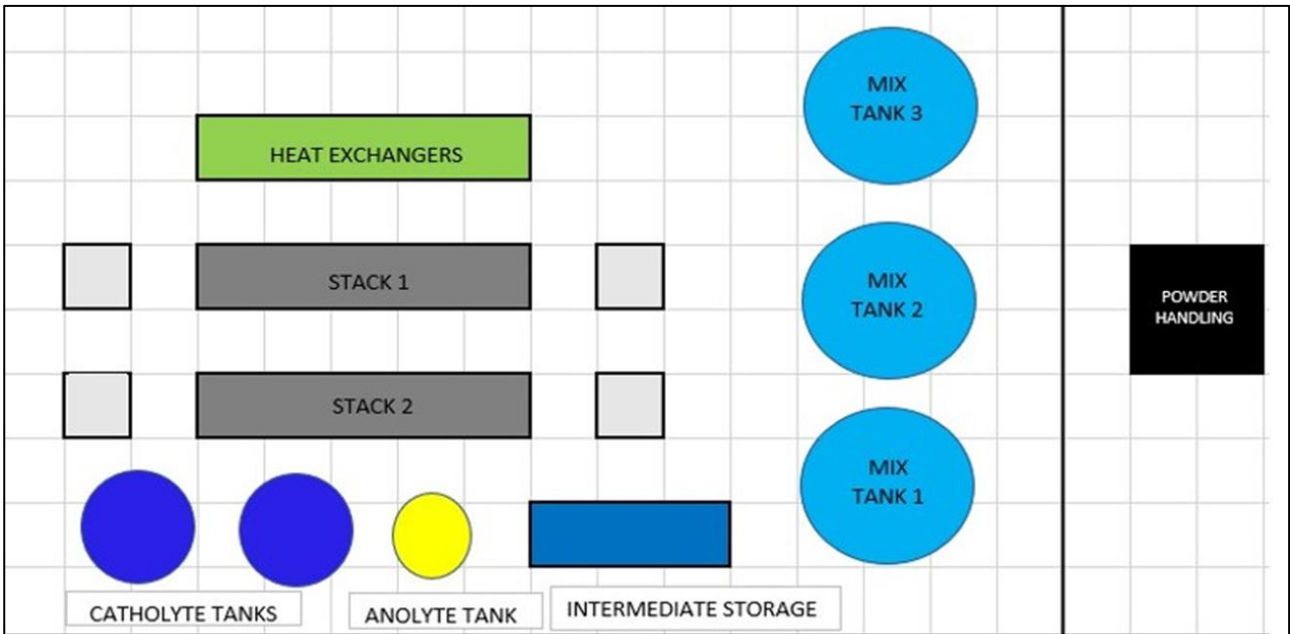 MIX
TANK 3
HEAT EXCHANGERS
STACK 1
MIX
TANK 2
POWDER
HANDLING
STACK 2
MIX
TANK 1
CATHOLYTE TANKS
ANOLYTE TANK
INTERMEDIATE STORAGE